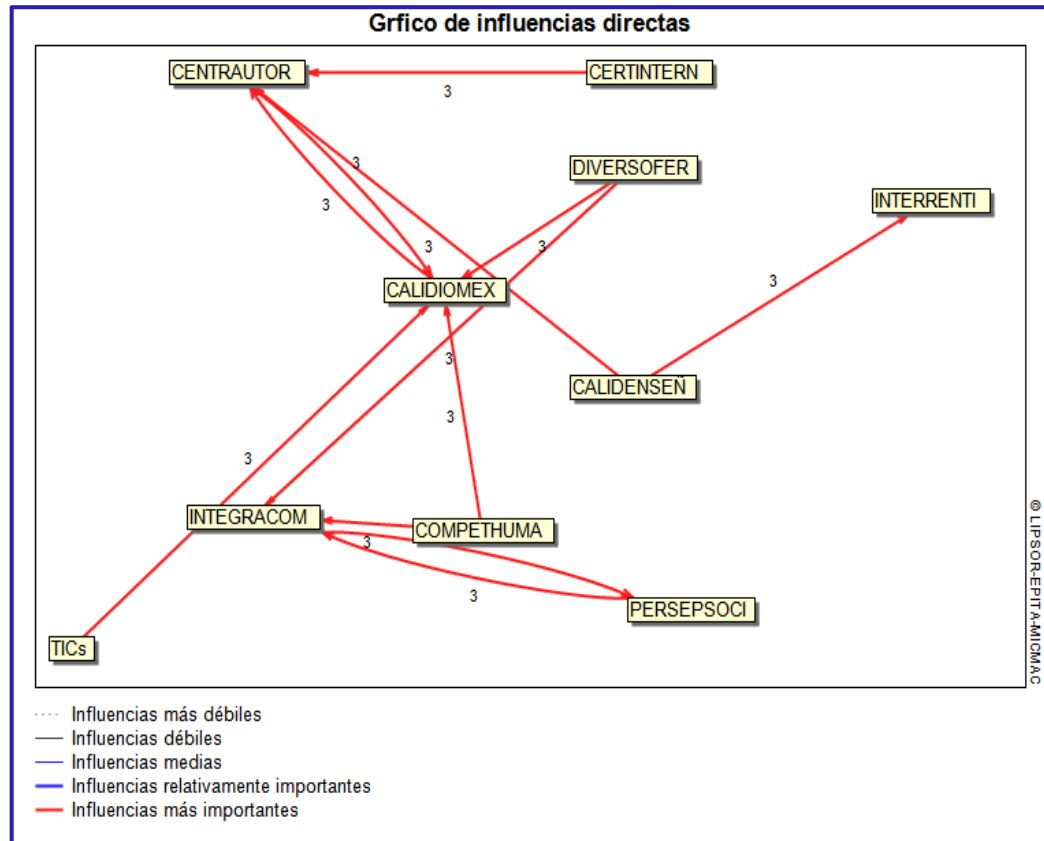 Grfico de influencias directas
CENTRAUTOR
CERTINTERN
3
3
DIVERSOFER
INTERRENTI
3
3
3
3
CALIDIOMEX
3
CALIDENSEÑ
3
3
INTEGRACOM
COMPETHUMA
3
3
PERSEPSOCI
TICs
© LIPSOR-EPITA-MICMAC
Influencias más débiles
Influencias débiles
Influencias medias
Influencias relativamente importantes
Influencias más importantes